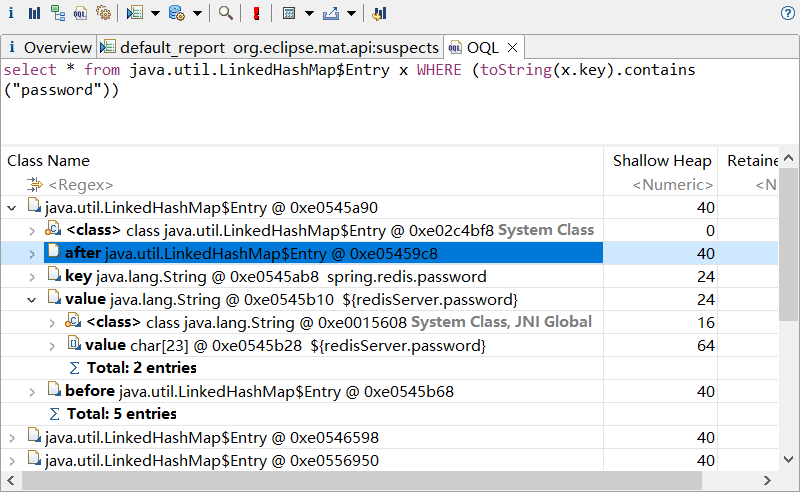 Overview default_report org.eclipse.mat.api:suspects OQL
select * from java.util.LinkedHashMap$Entry x WHERE (toString(x.key).contains
("password"))
Class Name Shallow Heap Retaine
<Regex> <Numeric> <N
java.util.LinkedHashMap$Entry @ 0xe0545a90 40
<class> class java.util.LinkedHashMap$Entry @ 0xe02c4bf8 System Class 0
after java.util.LinkedHashMap$Entry @ 0xe05459c8 40
key java.lang.String @ 0xe0545ab8 spring.redis.password 24
value java.lang.String @ 0xe0545b10 ${redisServer.password} 24
<class> class java.lang.String @ 0xe0015608 System Class, JNI Global 16
value char[23] @ 0xe0545b28 ${redisServer.password} 64
Total: 2 entries
before java.util.LinkedHashMap$Entry @ 0xe0545b68 40
Total: 5 entries
java.util.LinkedHashMap$Entry @ 0xe0546598 40
java.util.LinkedHashMap$Entry @ 0xe0556950 40